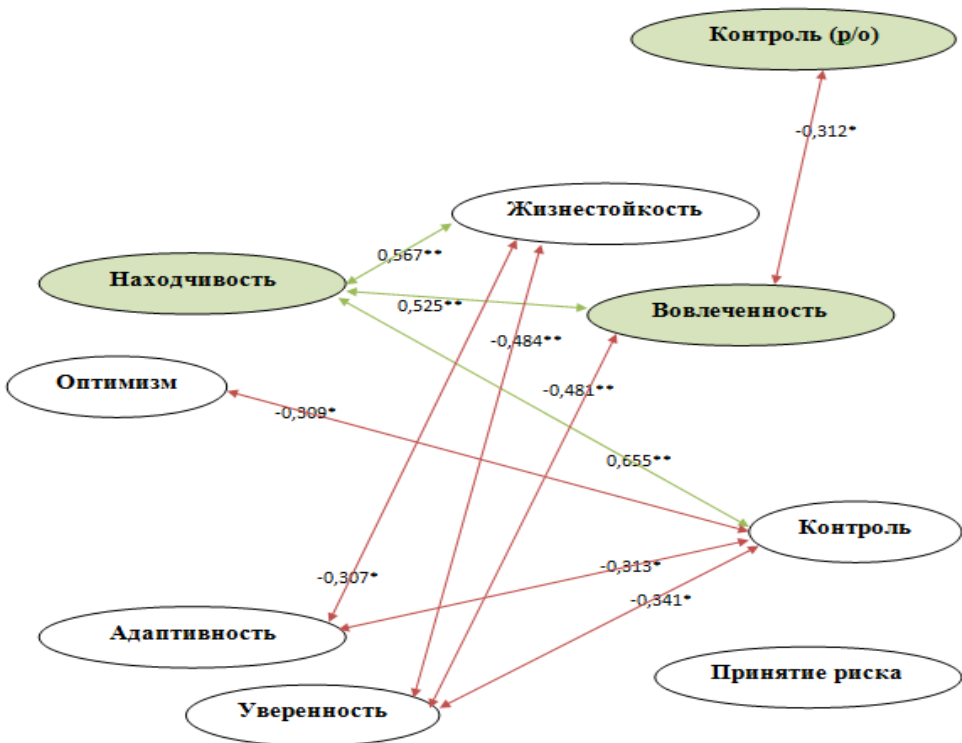 Контроль (р/о)
-0,312*
Жизнестойкость
0,567**
Находчивость
0,525**
Вовлеченность
-0,484**
Оптимизм
-0,481**
-0,309*
0,655**
Контроль
-0,313*
-0,307*
-0,341*
Адаптивность
Принятие риска
Уверенность